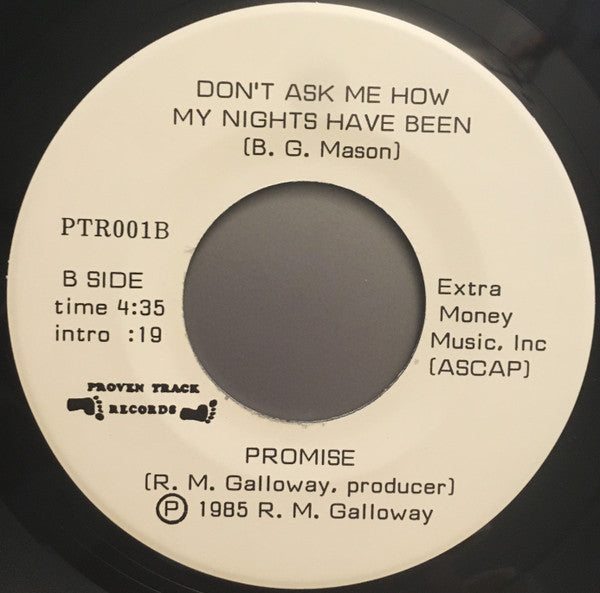 DON'T ASK ME HOW
MY NIGHTS HAVE BEEN
(B. G. Mason)
PTR001B
B SIDE
time 4:35
intro :19
PROVEN TRACK
RECORDS
Extra
Money
Music, Inc
(ASCAP)
PROMISE
(R. M. Galloway, producer)
Ⓟ 1985 R. M. Galloway